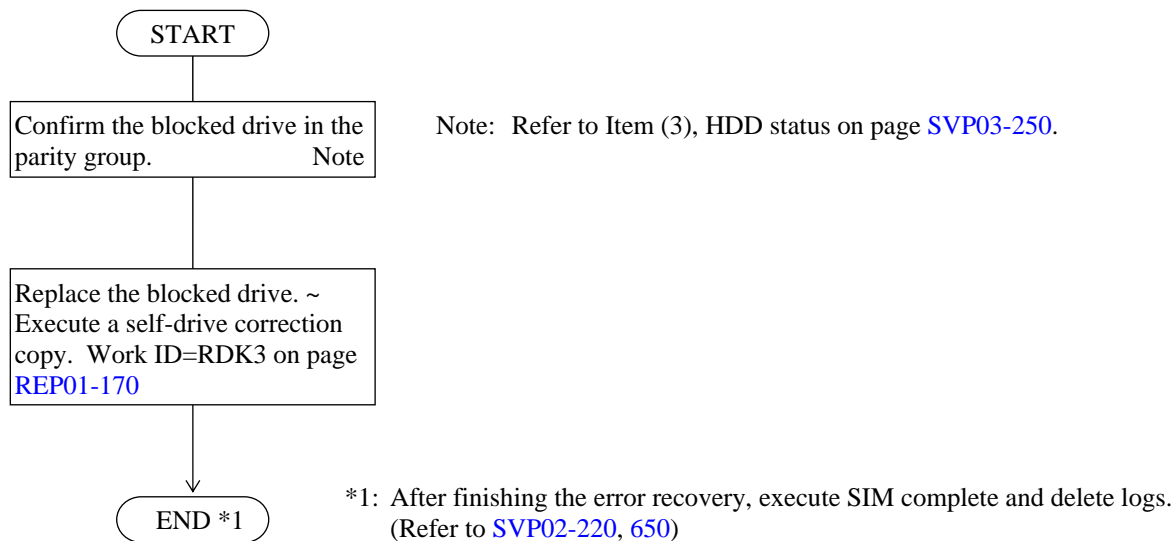 START
Confirm the blocked drive in the
parity group. Note
Note: Refer to Item (3), HDD status on page SVP03-250.
Replace the blocked drive. ~
Execute a self-drive correction
copy. Work ID=RDK3 on page
REP01-170
END *1
*1: After finishing the error recovery, execute SIM complete and delete logs.
(Refer to SVP02-220, 650)